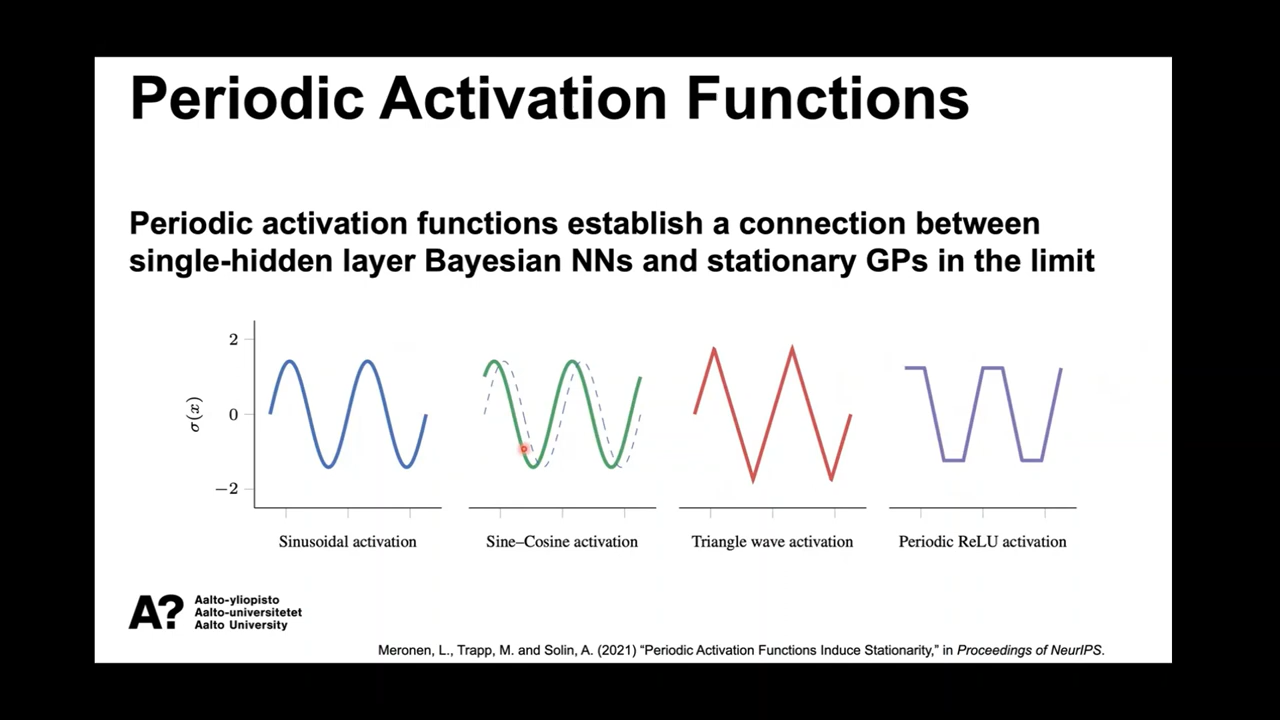 Periodic Activation Functions
Periodic activation functions establish a connection between
single-hidden layer Bayesian NNs and stationary GPs in the limit
2
0
−2
σ(x)
Sinusoidal activation
Sine–Cosine activation
Triangle wave activation
Periodic ReLU activation
A?
Aalto-yliopisto
Aalto-universitetet
Aalto University
Meronen, L., Trapp, M. and Solin, A. (2021) “Periodic Activation Functions Induce Stationarity,” in Proceedings of NeurIPS.